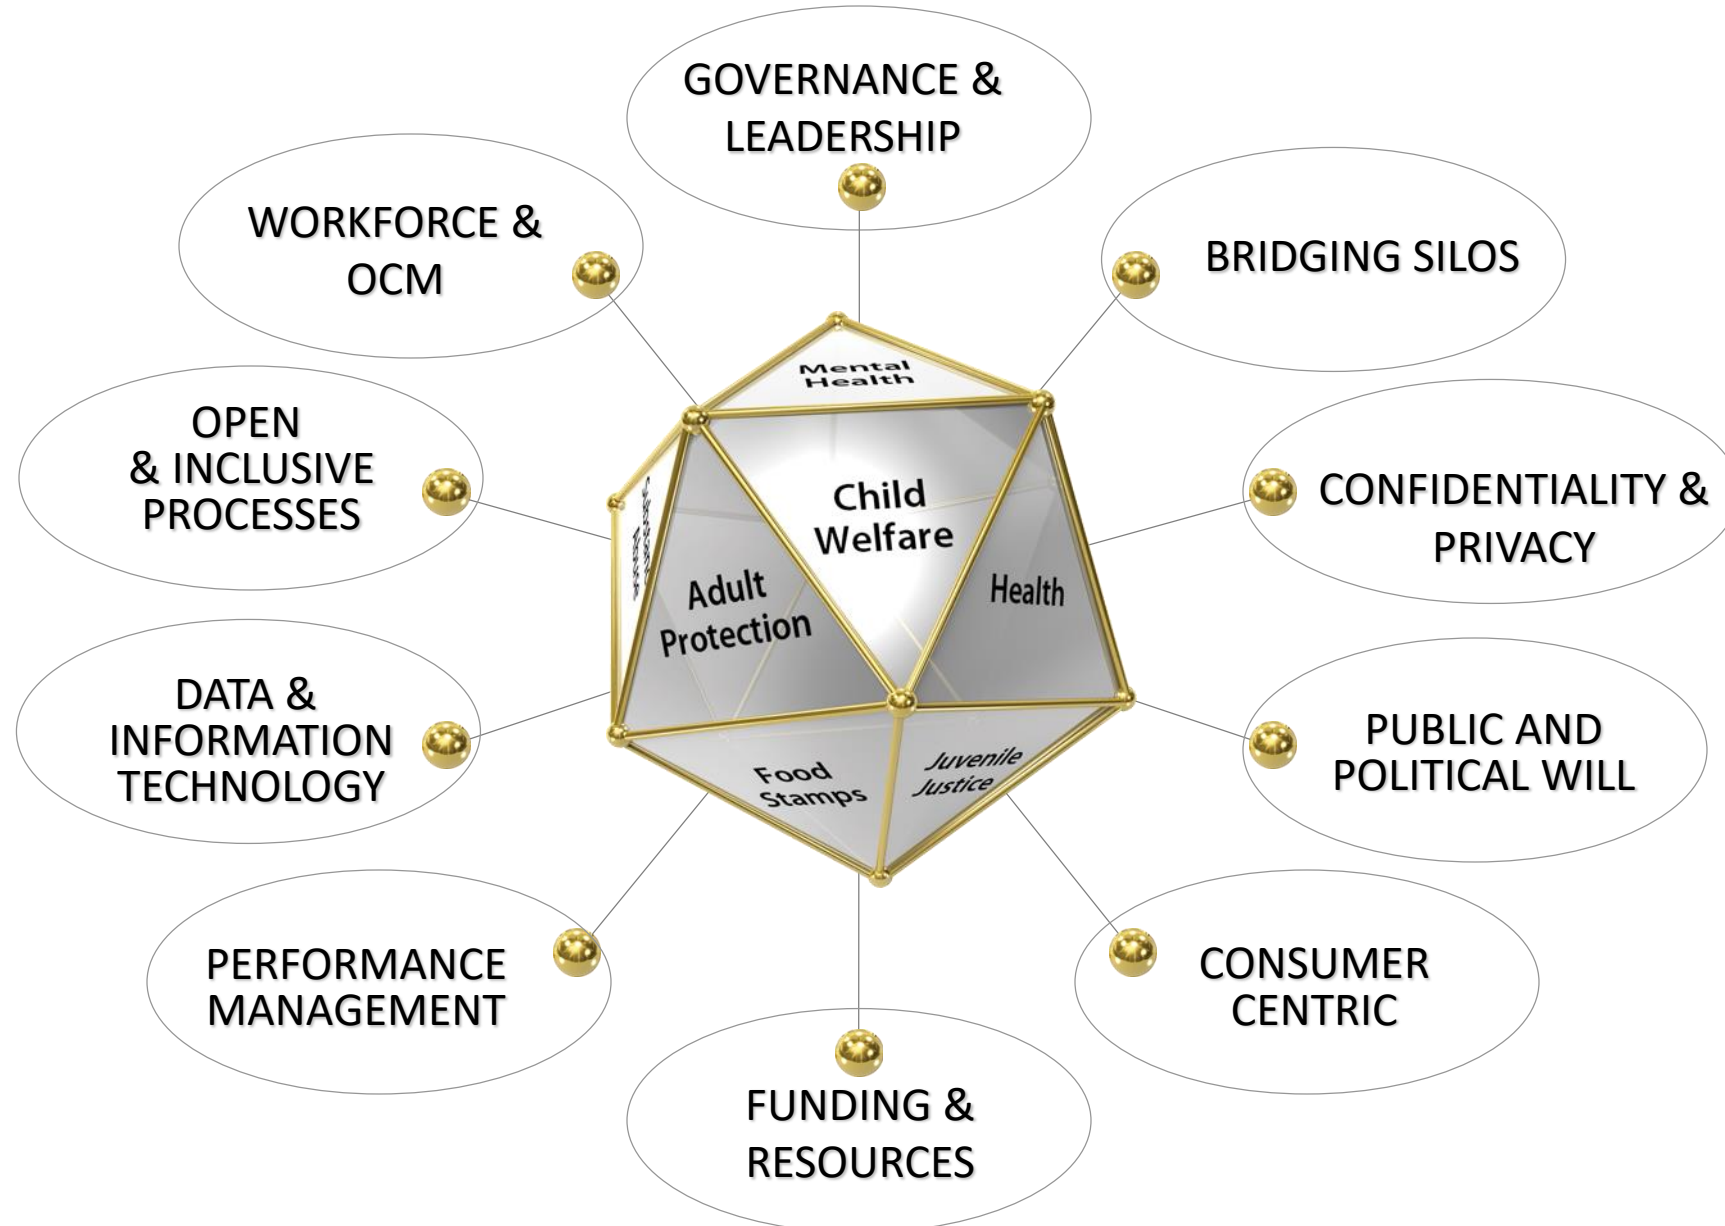 GOVERNANCE &
LEADERSHIP
WORKFORCE &
OCM
BRIDGING SILOS
OPEN
& INCLUSIVE
PROCESSES
CONFIDENTIALITY &
PRIVACY
DATA &
INFORMATION
TECHNOLOGY
PUBLIC AND
POLITICAL WILL
PERFORMANCE
MANAGEMENT
CONSUMER
CENTRIC
FUNDING &
RESOURCES
Mental
Health
Child
Welfare
Adult
Protection
Health
Food
Stamps
Juvenile
Justice